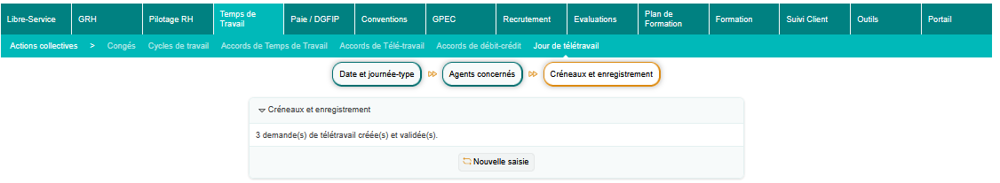 Libre-Service GRH Pilotage RH Temps de Travail Paie / DGFIP Conventions GPEC Recrutement Evaluations Plan de Formation Formation Suivi Client Outils Portail
Actions collectives > Congés Cycles de travail Accords de Temps de Travail Accords de Télé-travail Accords de débit-crédit Jour de télétravail
Date et journée-type Agents concernés Créneaux et enregistrement
Créneaux et enregistrement
3 demande(s) de télétravail créée(s) et validée(s).
Nouvelle saisie